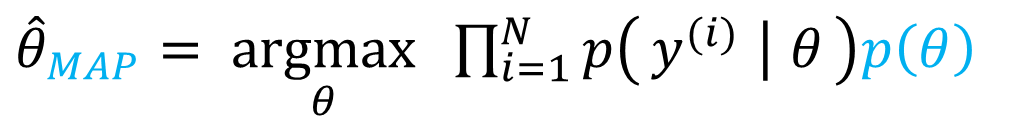 θ̂_MAP = argmax_θ ∏_{i=1}^{N} p( y^{(i)} | θ )p(θ)